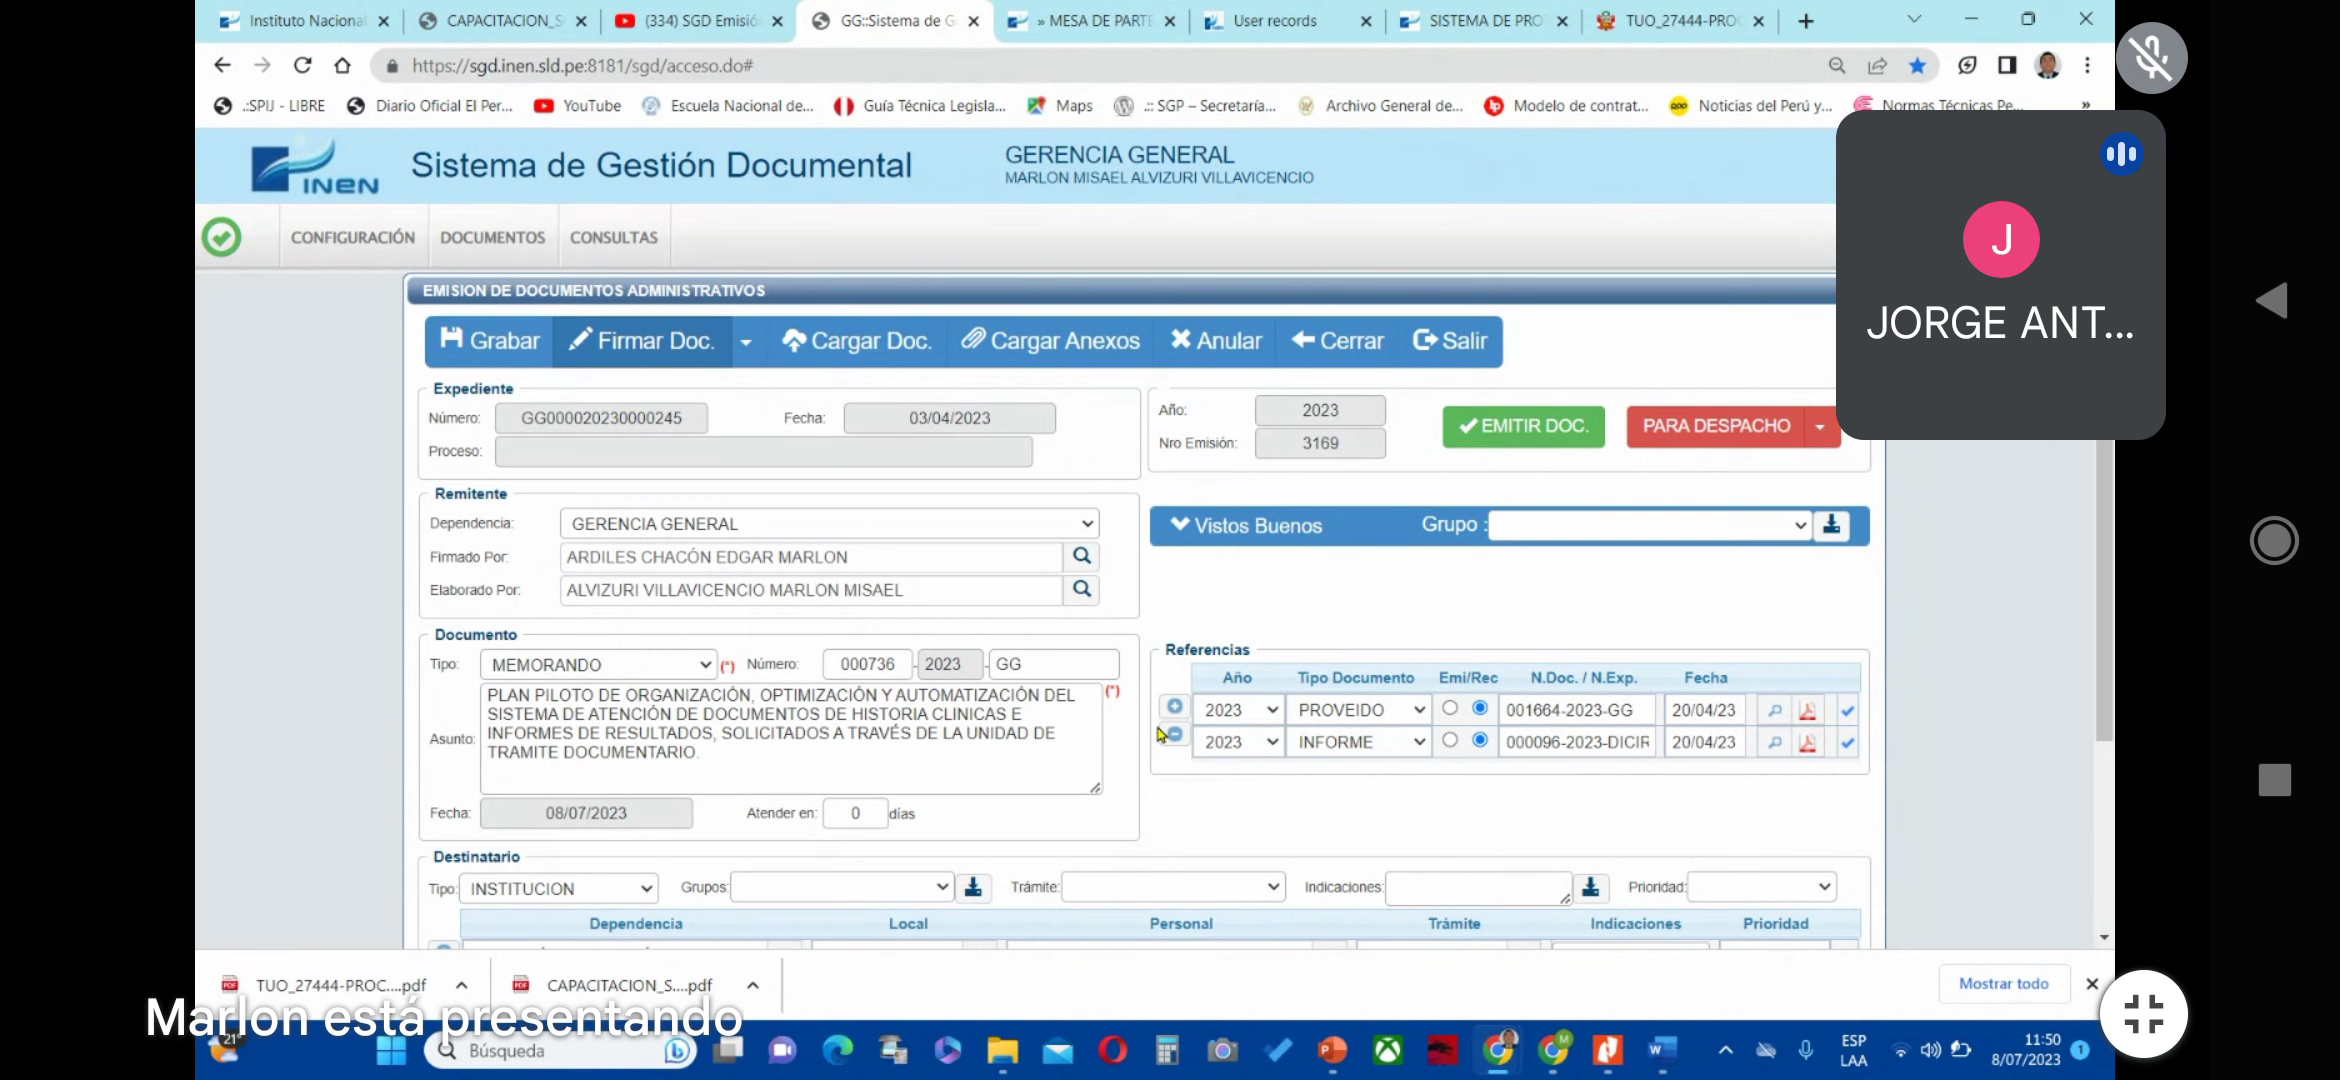 Instituto Nacional
CAPACITACION_S
(334) SGD Emisió
GG::Sistema de G
» MESA DE PARTE
User records
SISTEMA DE PRO
TUO_27444-PRO
https://sgd.inen.sld.pe:8181/sgd/acceso.do#
.:SPIJ - LIBRE
Diario Oficial El Per...
YouTube
Escuela Nacional de...
Guía Técnica Legisla...
Maps
.:: SGP – Secretaría...
Archivo General de...
Modelo de contrat...
Noticias del Perú y...
Normas Técnicas Pe...
»
INEN
Sistema de Gestión Documental
GERENCIA GENERAL
MARLON MISAEL ALVIZURI VILLAVICENCIO
J
JORGE ANT...
CONFIGURACIÓN DOCUMENTOS CONSULTAS
EMISION DE DOCUMENTOS ADMINISTRATIVOS
Grabar Firmar Doc. Cargar Doc. Cargar Anexos Anular Cerrar Salir
Expediente
Número: GG000020230000245 Fecha: 03/04/2023
Proceso:
Año: 2023
Nro Emisión: 3169
EMITIR DOC. PARA DESPACHO
Remitente
Dependencia: GERENCIA GENERAL
Firmado Por: ARDILES CHACÓN EDGAR MARLON
Elaborado Por: ALVIZURI VILLAVICENCIO MARLON MISAEL
Vistos Buenos Grupo :
Documento
Tipo: MEMORANDO (*) Número: 000736 - 2023 - GG
Asunto: PLAN PILOTO DE ORGANIZACIÓN, OPTIMIZACIÓN Y AUTOMATIZACIÓN DEL (*)
SISTEMA DE ATENCIÓN DE DOCUMENTOS DE HISTORIA CLINICAS E
INFORMES DE RESULTADOS, SOLICITADOS A TRAVÉS DE LA UNIDAD DE
TRAMITE DOCUMENTARIO.
Fecha: 08/07/2023 Atender en: 0 días
Referencias
Año Tipo Documento Emi/Rec N.Doc. / N.Exp. Fecha
2023 PROVEIDO 001664-2023-GG 20/04/23
2023 INFORME 000096-2023-DICIR 20/04/23
Destinatario
Tipo: INSTITUCION Grupos: Trámite: Indicaciones: Prioridad:
Dependencia Local Personal Trámite Indicaciones Prioridad
TUO_27444-PROC....pdf
CAPACITACION_S....pdf
Mostrar todo
Marlon está presentando
21°
Búsqueda
ESP
LAA
11:50
8/07/2023
1